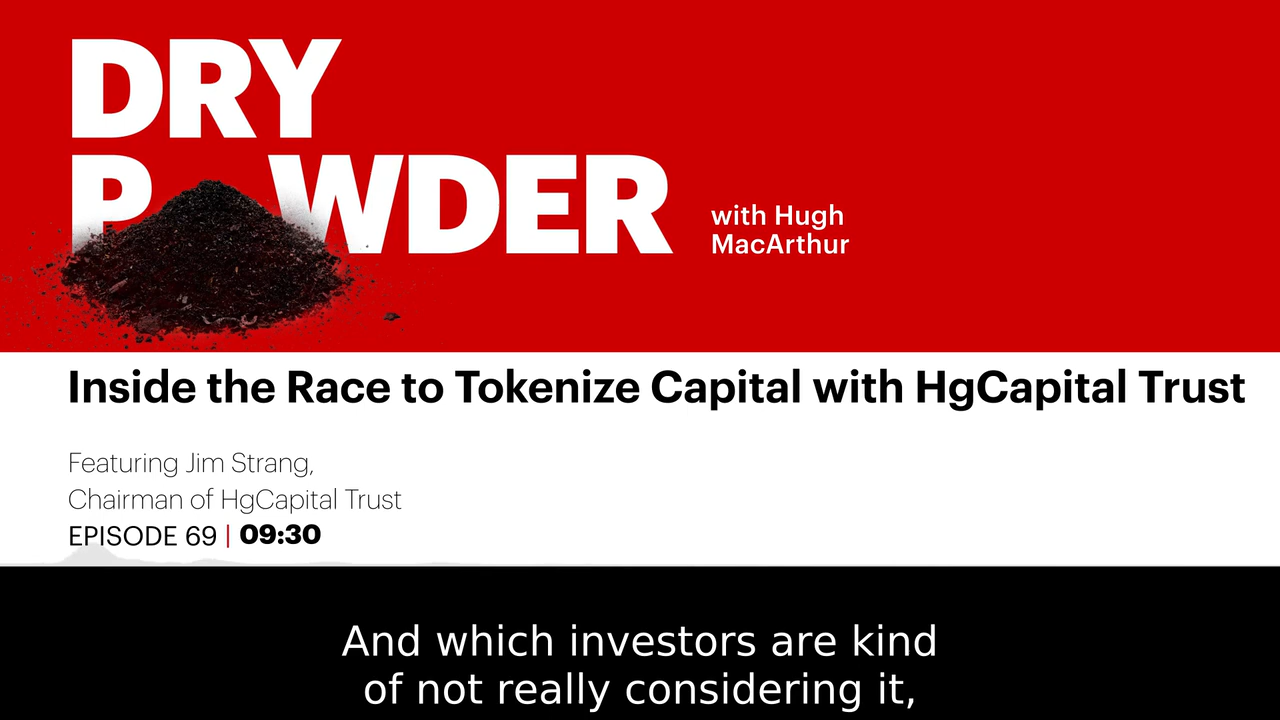 DRY
P WDER
with Hugh
MacArthur
Inside the Race to Tokenize Capital with HgCapital Trust
Featuring Jim Strang,
Chairman of HgCapital Trust
EPISODE 69 | 09:30
And which investors are kind
of not really considering it,